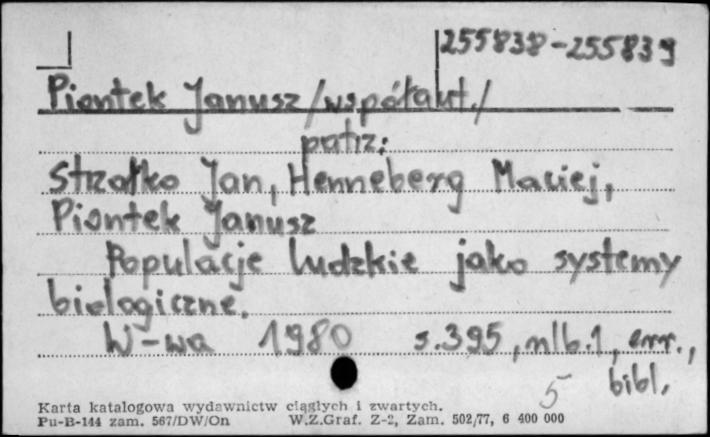 255838-255839
Piontek Janusz /współaut./
patrz:
Strzałko Jan, Henneberg Maciej,
Piontek Janusz
Populacje ludzkie jako systemy
biologiczne.
W-wa 1980 s.395, nlb.1, err.,
5 bibl.
Karta katalogowa wydawnictw ciągłych i zwartych.
Pu-B-144 zam. 567/DW/On W.Z.Graf. Z-2, Zam. 502/77, 6 400 000